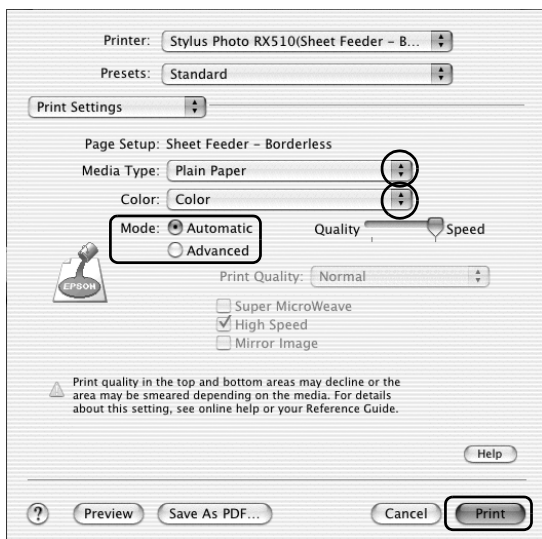 Printer: Stylus Photo RX510(Sheet Feeder – B...
Presets: Standard
Print Settings
Page Setup: Sheet Feeder – Borderless
Media Type: Plain Paper
Color: Color
Mode: Automatic Quality Speed
Advanced
EPSON
Print Quality: Normal
Super MicroWeave
High Speed
Mirror Image
Print quality in the top and bottom areas may decline or the
area may be smeared depending on the media. For details
about this setting, see online help or your Reference Guide.
Help
? Preview Save As PDF... Cancel Print